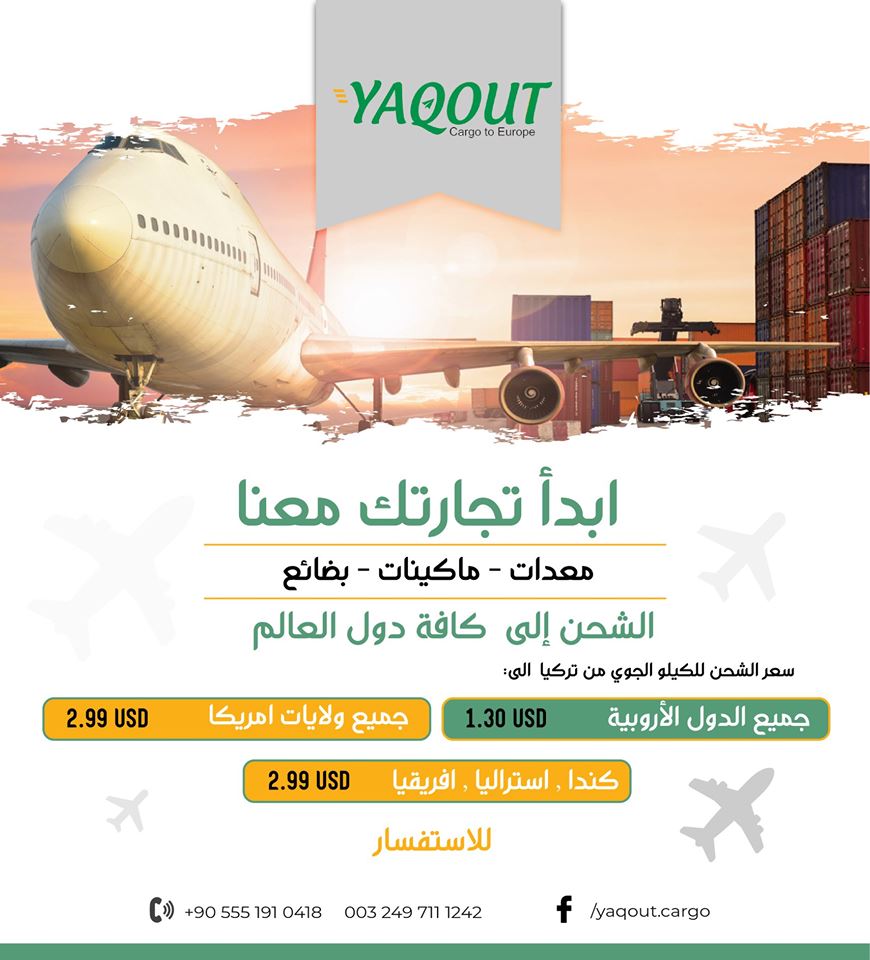 YAQOUT
Cargo to Europe
ابدأ تجارتك معنا
معدات - ماكينات - بضائع
الشحن إلى كافة دول العالم
سعر الشحن للكيلو الجوي من تركيا الى:
جميع الدول الأروبية 1.30 USD
جميع ولايات امريكا 2.99 USD
كندا , استراليا , افريقيا 2.99 USD
للاستفسار
+90 555 191 0418 003 249 711 1242
/yaqout.cargo